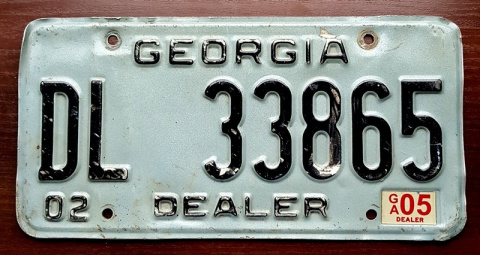 GEORGIA
DL 33865
02 DEALER
GA 05
DEALER